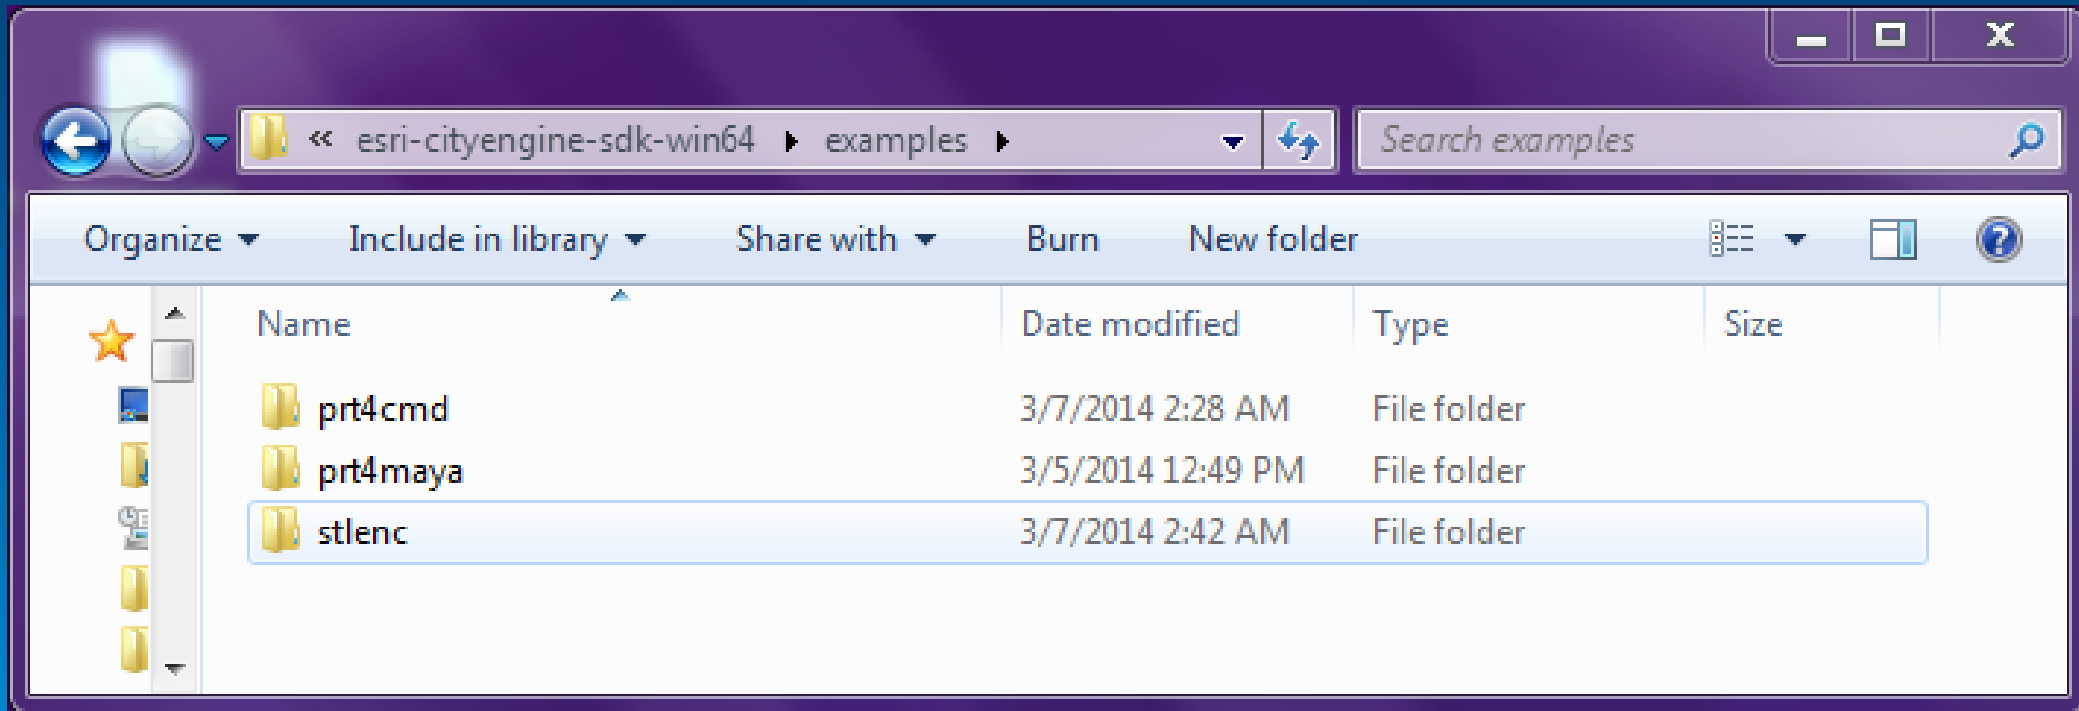 « esri-cityengine-sdk-win64 examples Search examples
Organize Include in library Share with Burn New folder
Name Date modified Type Size
prt4cmd 3/7/2014 2:28 AM File folder
prt4maya 3/5/2014 12:49 PM File folder
stlenc 3/7/2014 2:42 AM File folder